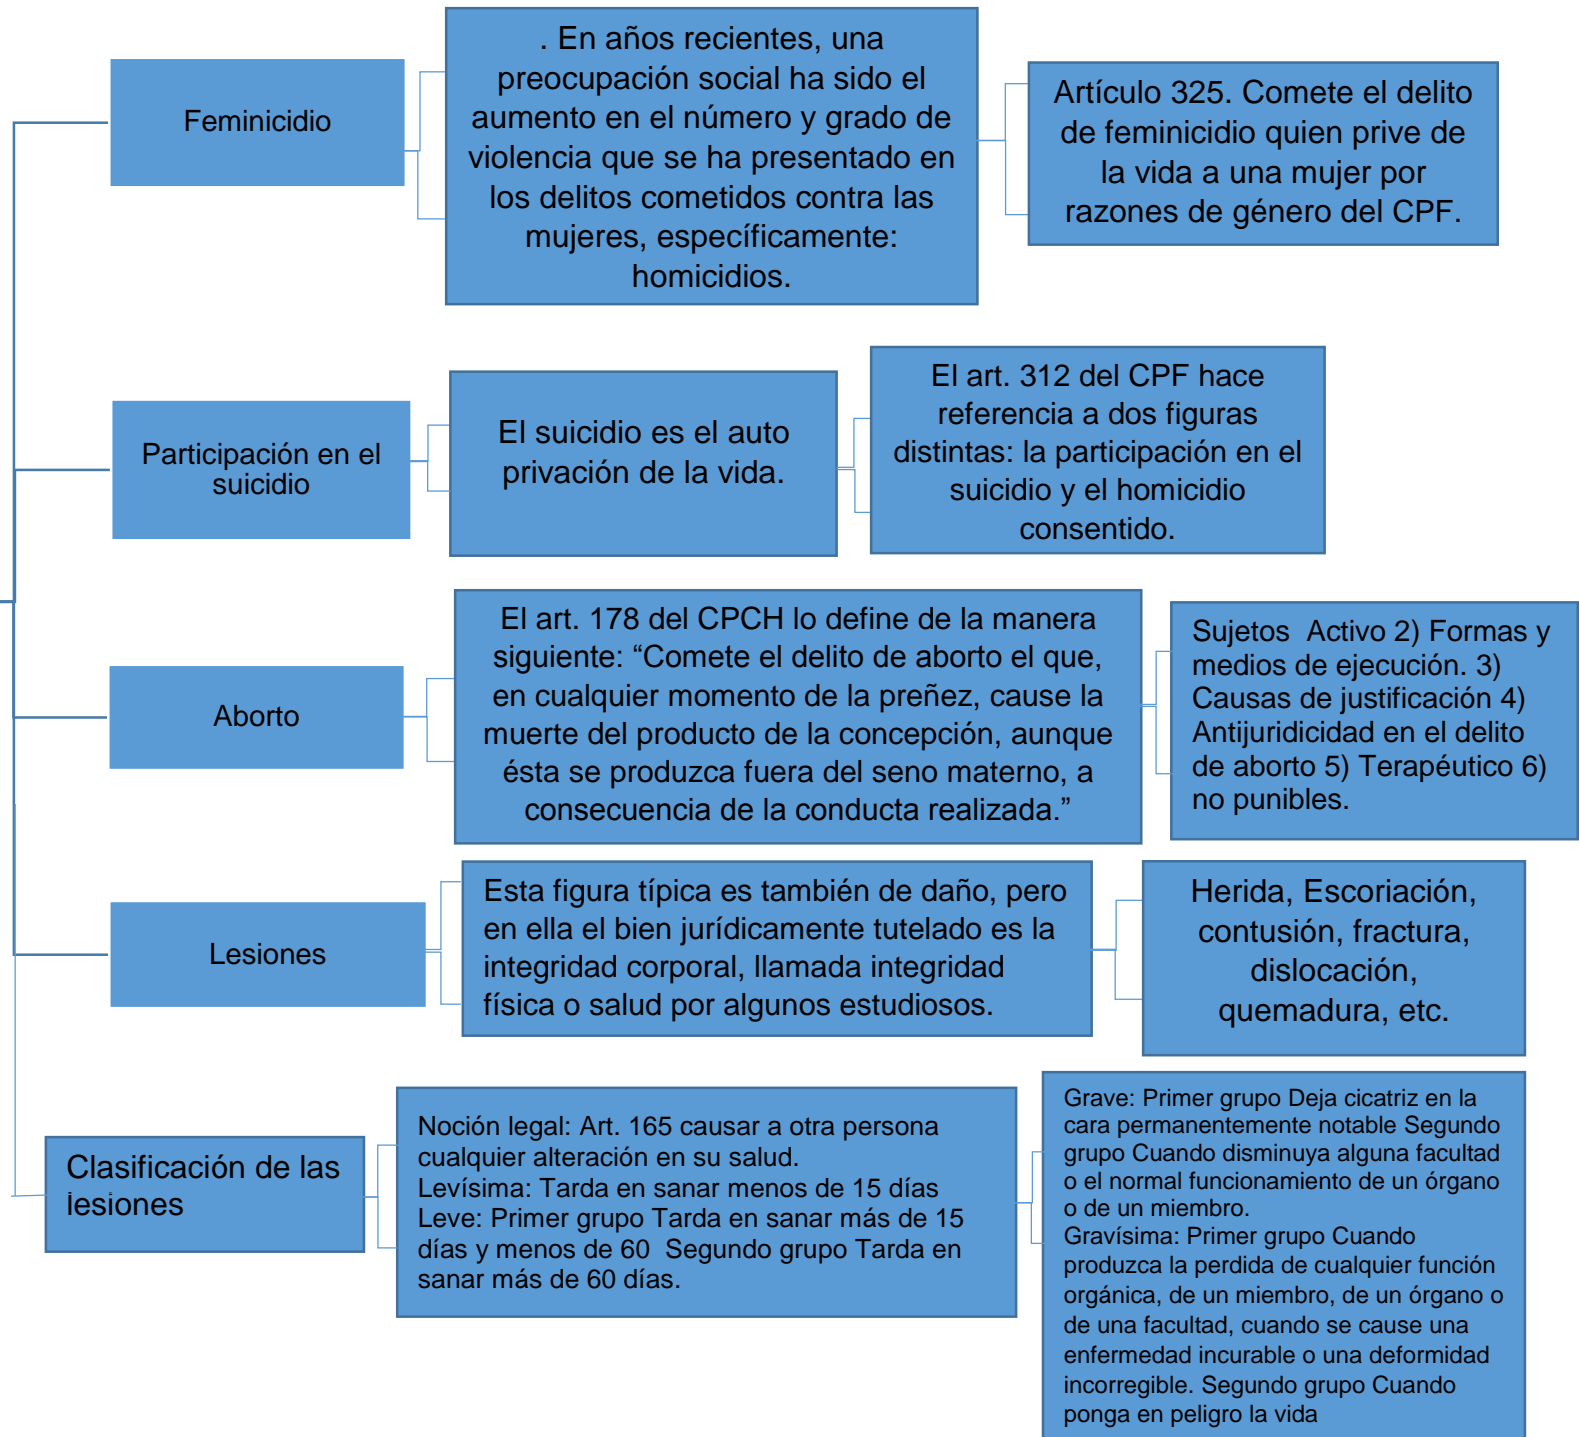 Feminicidio
. En años recientes, una
preocupación social ha sido el
aumento en el número y grado de
violencia que se ha presentado en
los delitos cometidos contra las
mujeres, específicamente:
homicidios.
Artículo 325. Comete el delito
de feminicidio quien prive de
la vida a una mujer por
razones de género del CPF.
Participación en el
suicidio
El suicidio es el auto
privación de la vida.
El art. 312 del CPF hace
referencia a dos figuras
distintas: la participación en el
suicidio y el homicidio
consentido.
Aborto
El art. 178 del CPCH lo define de la manera
siguiente: “Comete el delito de aborto el que,
en cualquier momento de la preñez, cause la
muerte del producto de la concepción, aunque
ésta se produzca fuera del seno materno, a
consecuencia de la conducta realizada.”
Sujetos Activo 2) Formas y
medios de ejecución. 3)
Causas de justificación 4)
Antijuridicidad en el delito
de aborto 5) Terapéutico 6)
no punibles.
Lesiones
Esta figura típica es también de daño, pero
en ella el bien jurídicamente tutelado es la
integridad corporal, llamada integridad
física o salud por algunos estudiosos.
Herida, Escoriación,
contusión, fractura,
dislocación,
quemadura, etc.
Clasificación de las
lesiones
Noción legal: Art. 165 causar a otra persona
cualquier alteración en su salud.
Levísima: Tarda en sanar menos de 15 días
Leve: Primer grupo Tarda en sanar más de 15
días y menos de 60 Segundo grupo Tarda en
sanar más de 60 días.
Grave: Primer grupo Deja cicatriz en la
cara permanentemente notable Segundo
grupo Cuando disminuya alguna facultad
o el normal funcionamiento de un órgano
o de un miembro.
Gravísima: Primer grupo Cuando
produzca la perdida de cualquier función
orgánica, de un miembro, de un órgano o
de una facultad, cuando se cause una
enfermedad incurable o una deformidad
incorregible. Segundo grupo Cuando
ponga en peligro la vida